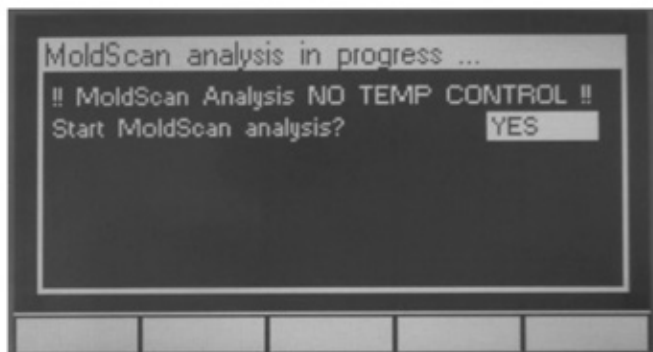 MoldScan analysis in progress ...
!! MoldScan Analysis NO TEMP CONTROL !!
Start MoldScan analysis? YES